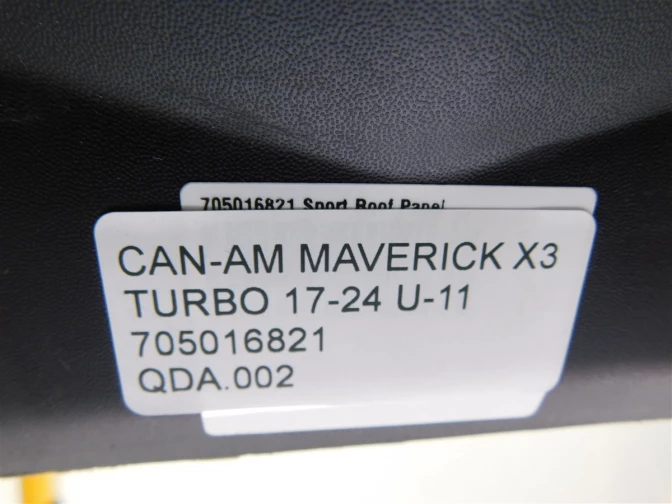 705016821 Sport Roof Panel
CAN-AM MAVERICK X3
TURBO 17-24 U-11
705016821
QDA.002